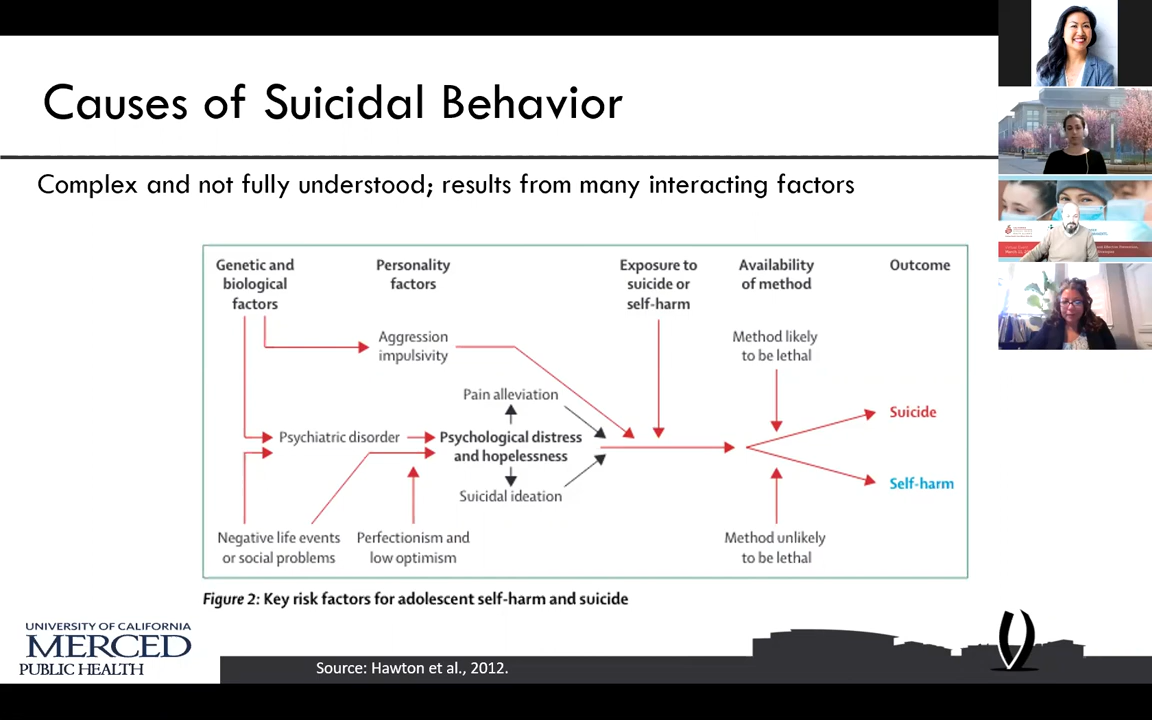 Causes of Suicidal Behavior
Complex and not fully understood; results from many interacting factors
Genetic and
biological
factors
Personality
factors
Exposure to
suicide or
self-harm
Availability
of method
Outcome
Aggression
impulsivity
Method likely
to be lethal
Pain alleviation
Suicide
Psychiatric disorder
Psychological distress
and hopelessness
Self-harm
Suicidal ideation
Negative life events
or social problems
Perfectionism and
low optimism
Method unlikely
to be lethal
Figure 2: Key risk factors for adolescent self-harm and suicide
UNIVERSITY OF CALIFORNIA
MERCED
PUBLIC HEALTH
Source: Hawton et al., 2012.